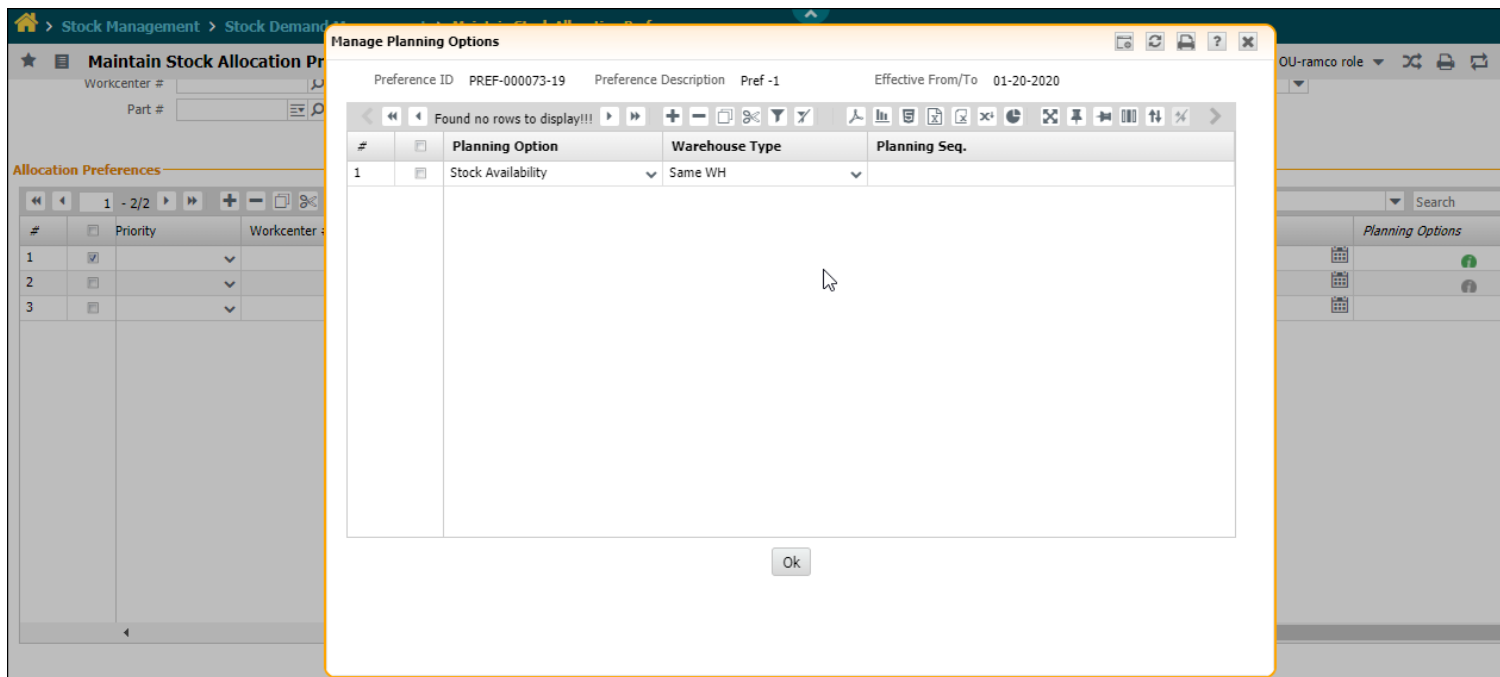 > Stock Management > Stock Demand
Manage Planning Options
?
Maintain Stock Allocation Pr
OU-ramco role
Workcenter #
Part #
Preference ID PREF-000073-19 Preference Description Pref -1 Effective From/To 01-20-2020
Found no rows to display!!!
# Planning Option Warehouse Type Planning Seq.
1 Stock Availability Same WH
Allocation Preferences
1 - 2/2
Search
# Priority Workcenter #
Planning Options
1
2
3
Ok